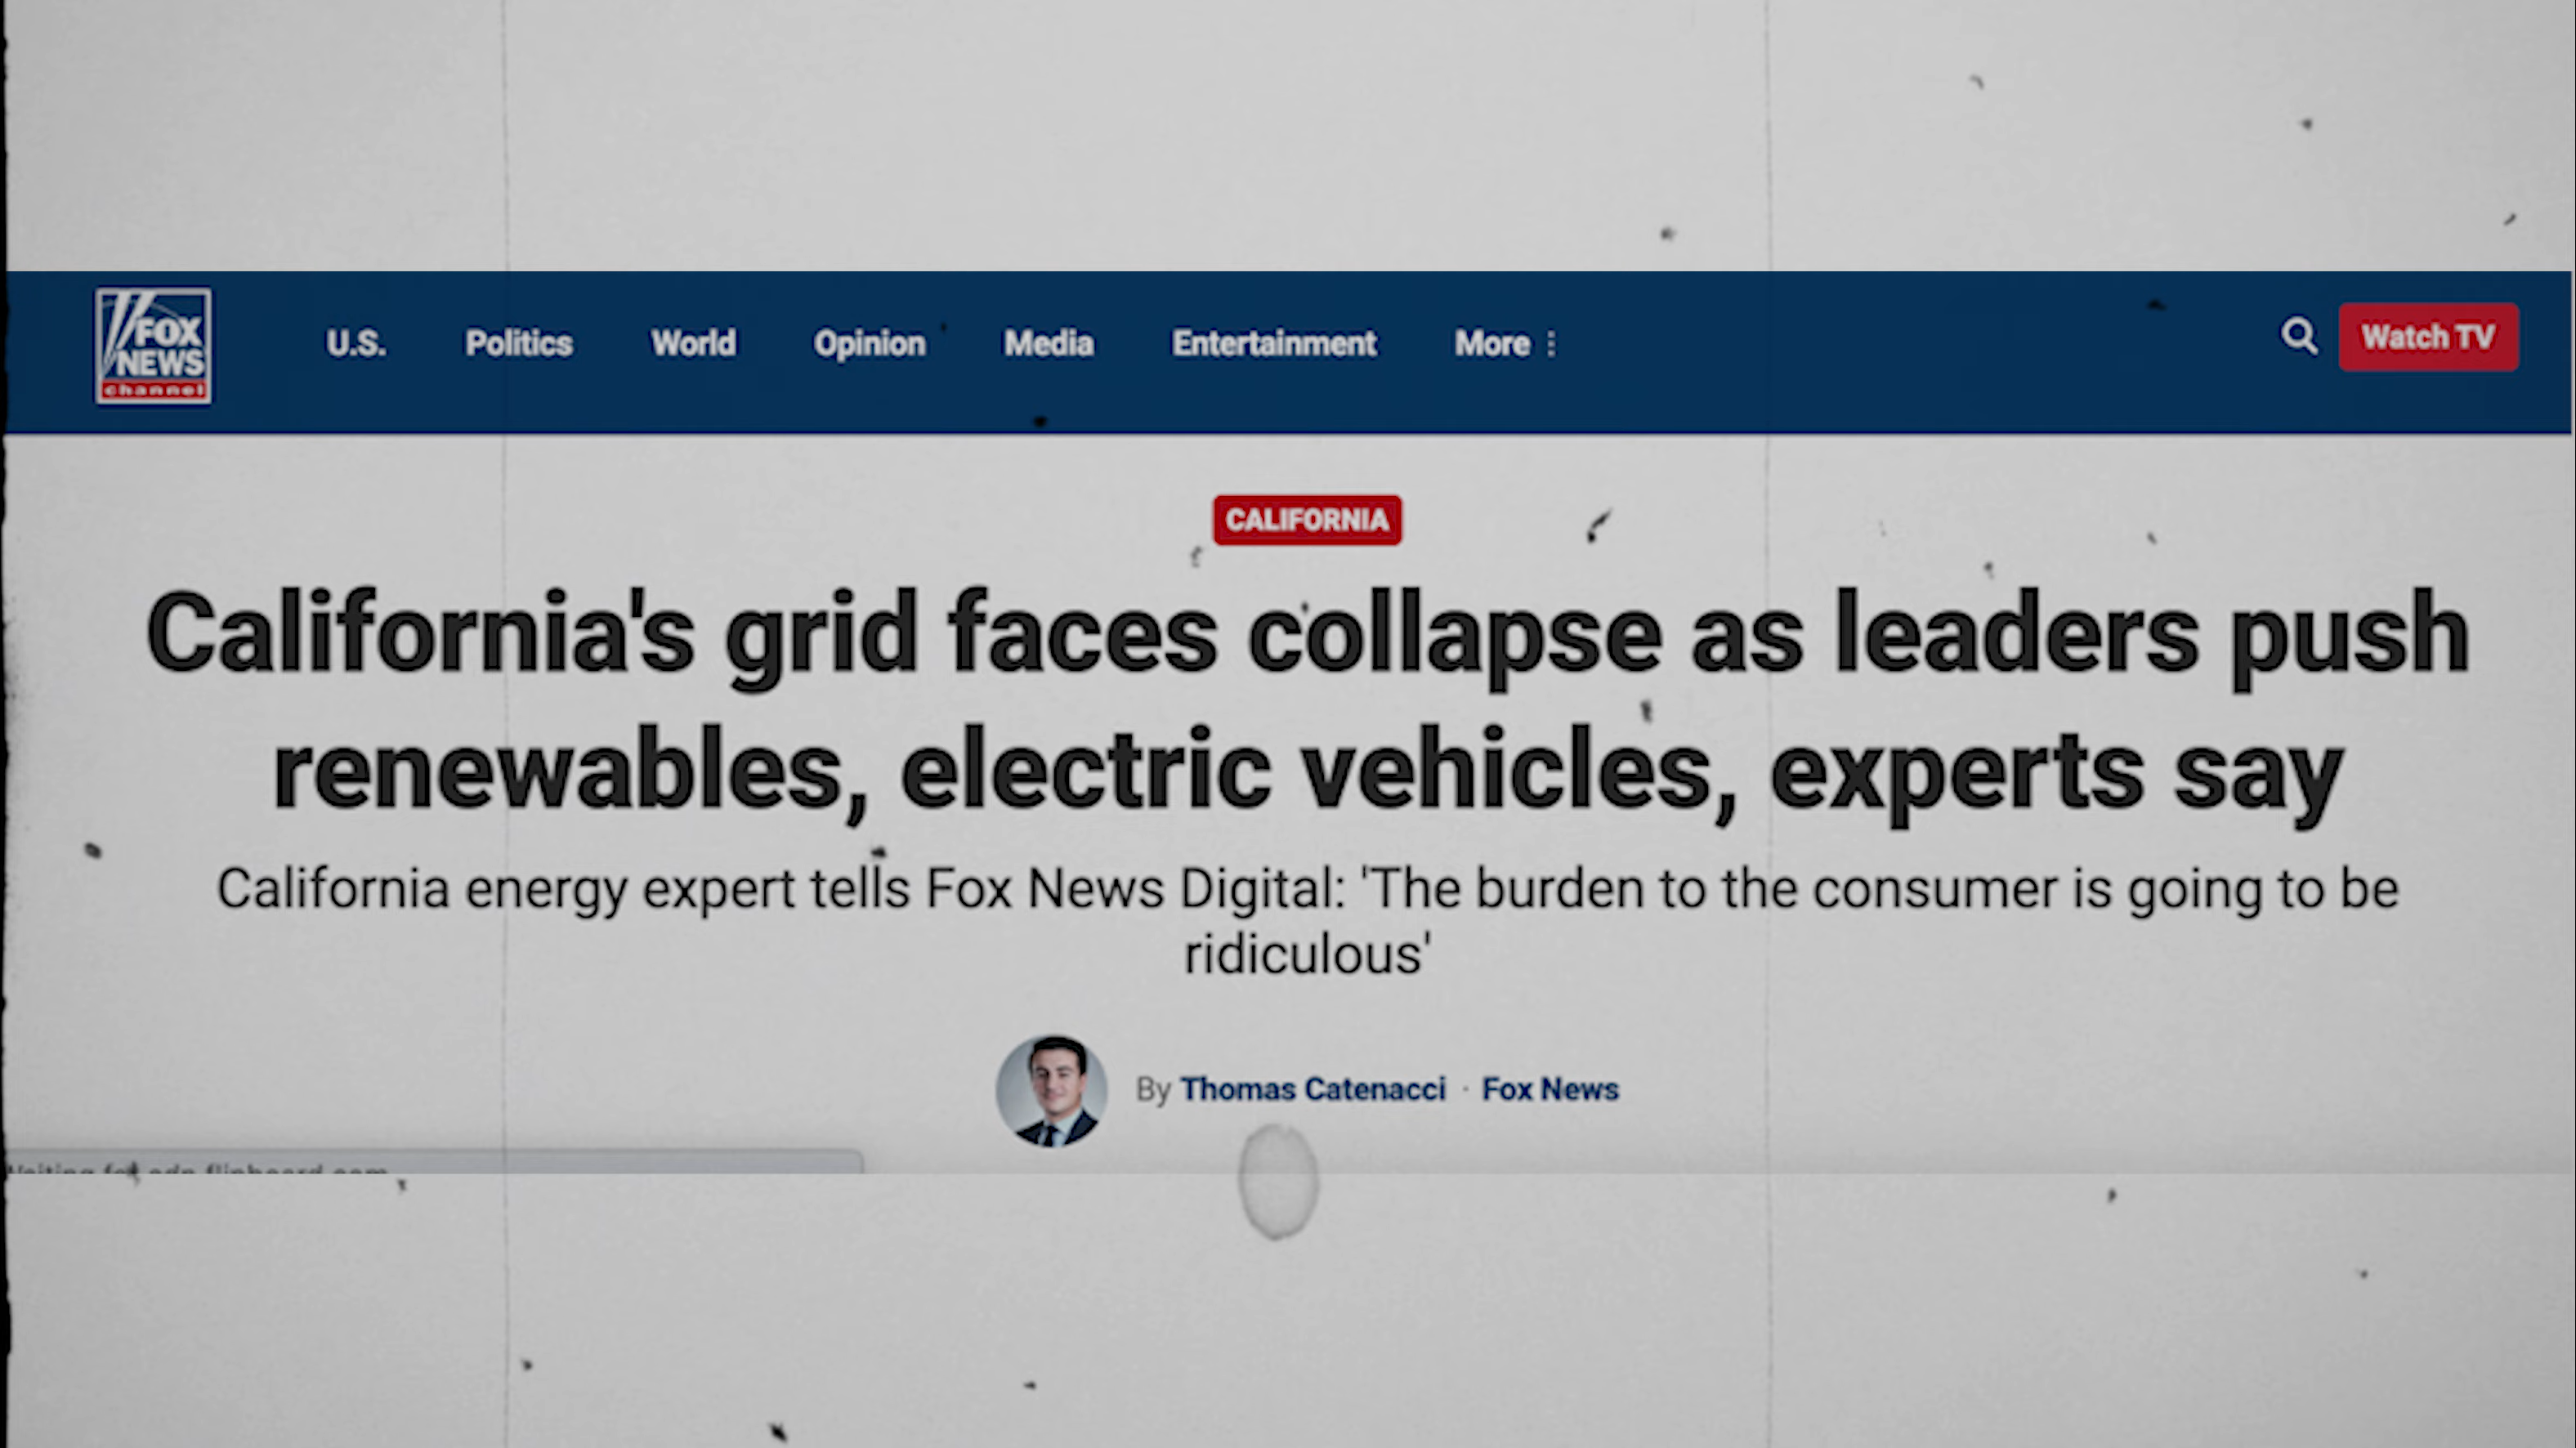 FOX
NEWS
channel
U.S. Politics World Opinion Media Entertainment More Watch TV
CALIFORNIA
California's grid faces collapse as leaders push
renewables, electric vehicles, experts say
California energy expert tells Fox News Digital: 'The burden to the consumer is going to be
ridiculous'
By Thomas Catenacci · Fox News